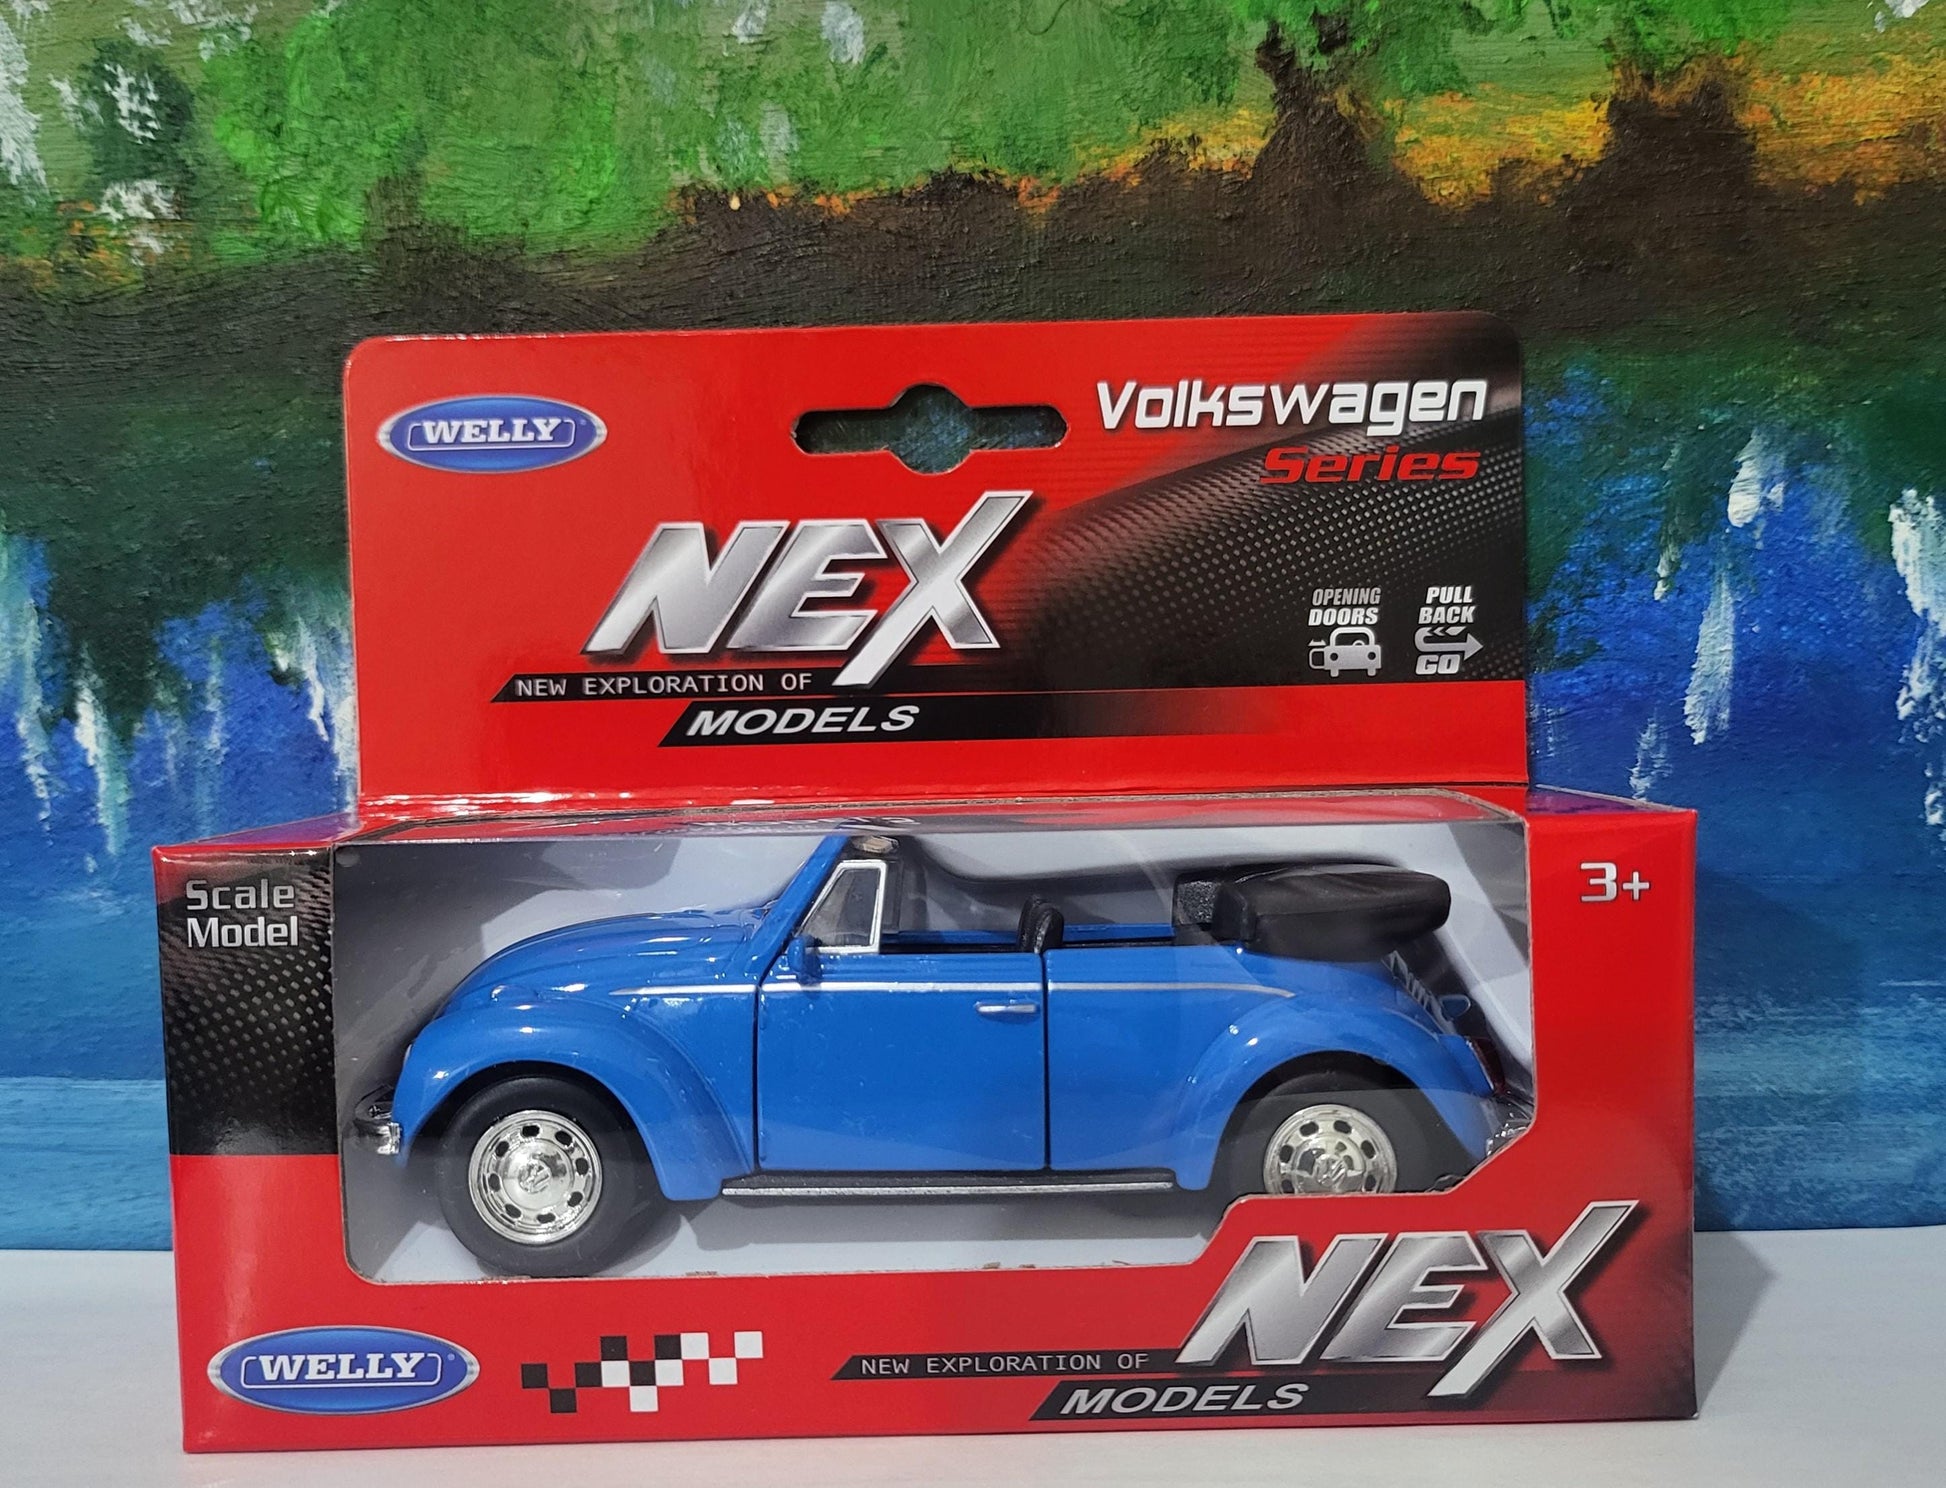 WELLY
Volkswagen
Series
NEX
NEW EXPLORATION OF
MODELS
OPENING
DOORS
PULL
BACK
GO
Scale
Model
3+
WELLY
NEX
NEW EXPLORATION OF
MODELS